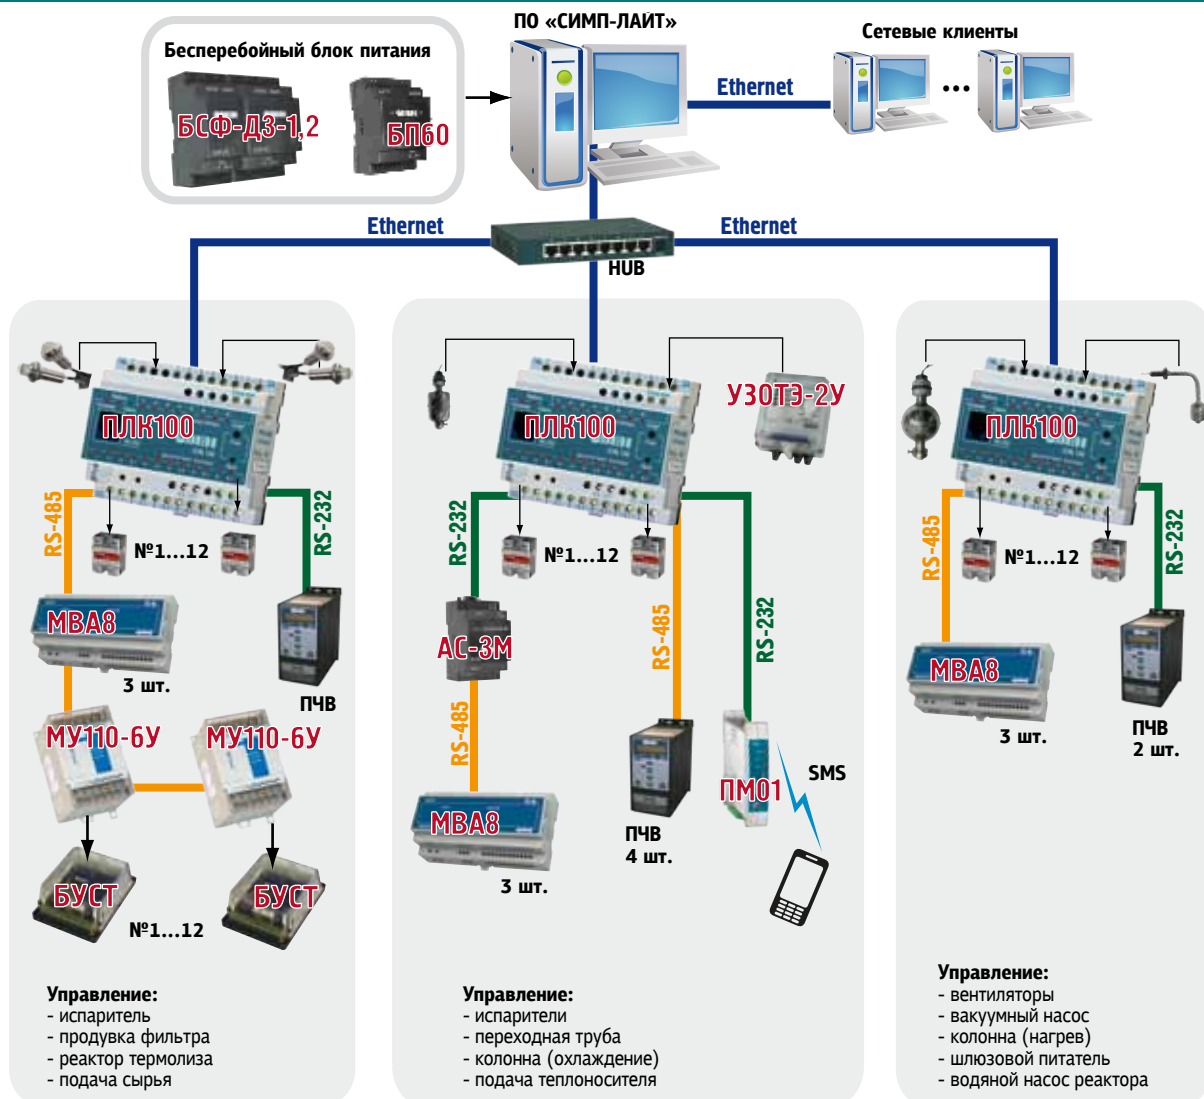 ПО «СИМП-ЛАЙТ»
Бесперебойный блок питания
Сетевые клиенты
БСФ-Д3-1,2
БП60
Ethernet
...
Ethernet
Ethernet
HUB
ПЛК100
RS-485
RS-232
№1...12
МВА8
3 шт.
ПЧВ
МУ110-6У
МУ110-6У
БУСТ
БУСТ
№1...12
Управление:
- испаритель
- продувка фильтра
- реактор термолиза
- подача сырья
ПЛК100
УЗОТЭ-2У
RS-232
№1...12
RS-485
RS-232
АС-3М
RS-485
МВА8
3 шт.
ПЧВ
4 шт.
ПМ01
SMS
Управление:
- испарители
- переходная труба
- колонна (охлаждение)
- подача теплоносителя
ПЛК100
RS-485
RS-232
№1...12
МВА8
3 шт.
ПЧВ
2 шт.
Управление:
- вентиляторы
- вакуумный насос
- колонна (нагрев)
- шлюзовой питатель
- водяной насос реактора